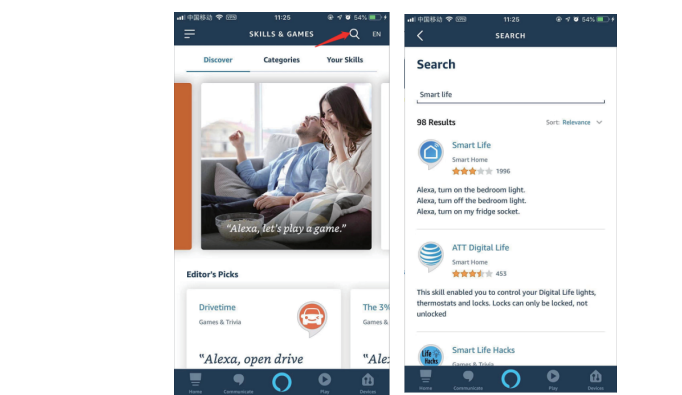 中国移动 VPN 11:25 54%
SKILLS & GAMES EN
Discover Categories Your Skills
"Alexa, let's play a game."
Editor's Picks
Drivetime
Games & Trivia
"Alexa, open drive
The 3%
Games &
"Ale
Home Communicate Play Devices
中国移动 VPN 11:25 54%
SEARCH
Search
Smart life
98 Results Sort: Relevance
Smart Life
Smart Home
1996
Alexa, turn on the bedroom light.
Alexa, turn off the bedroom light.
Alexa, turn on my fridge socket.
ATT Digital Life
Smart Home
453
This skill enabled you to control your Digital Life lights,
thermostats and locks. Locks can only be locked, not
unlocked
Life
Hacks
Smart Life Hacks
Games & Trivia
Home Communicate Play Devices